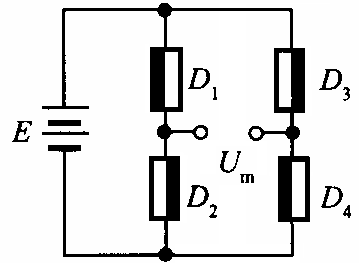 D₁ D₃
E Uₘ
D₂ D₄